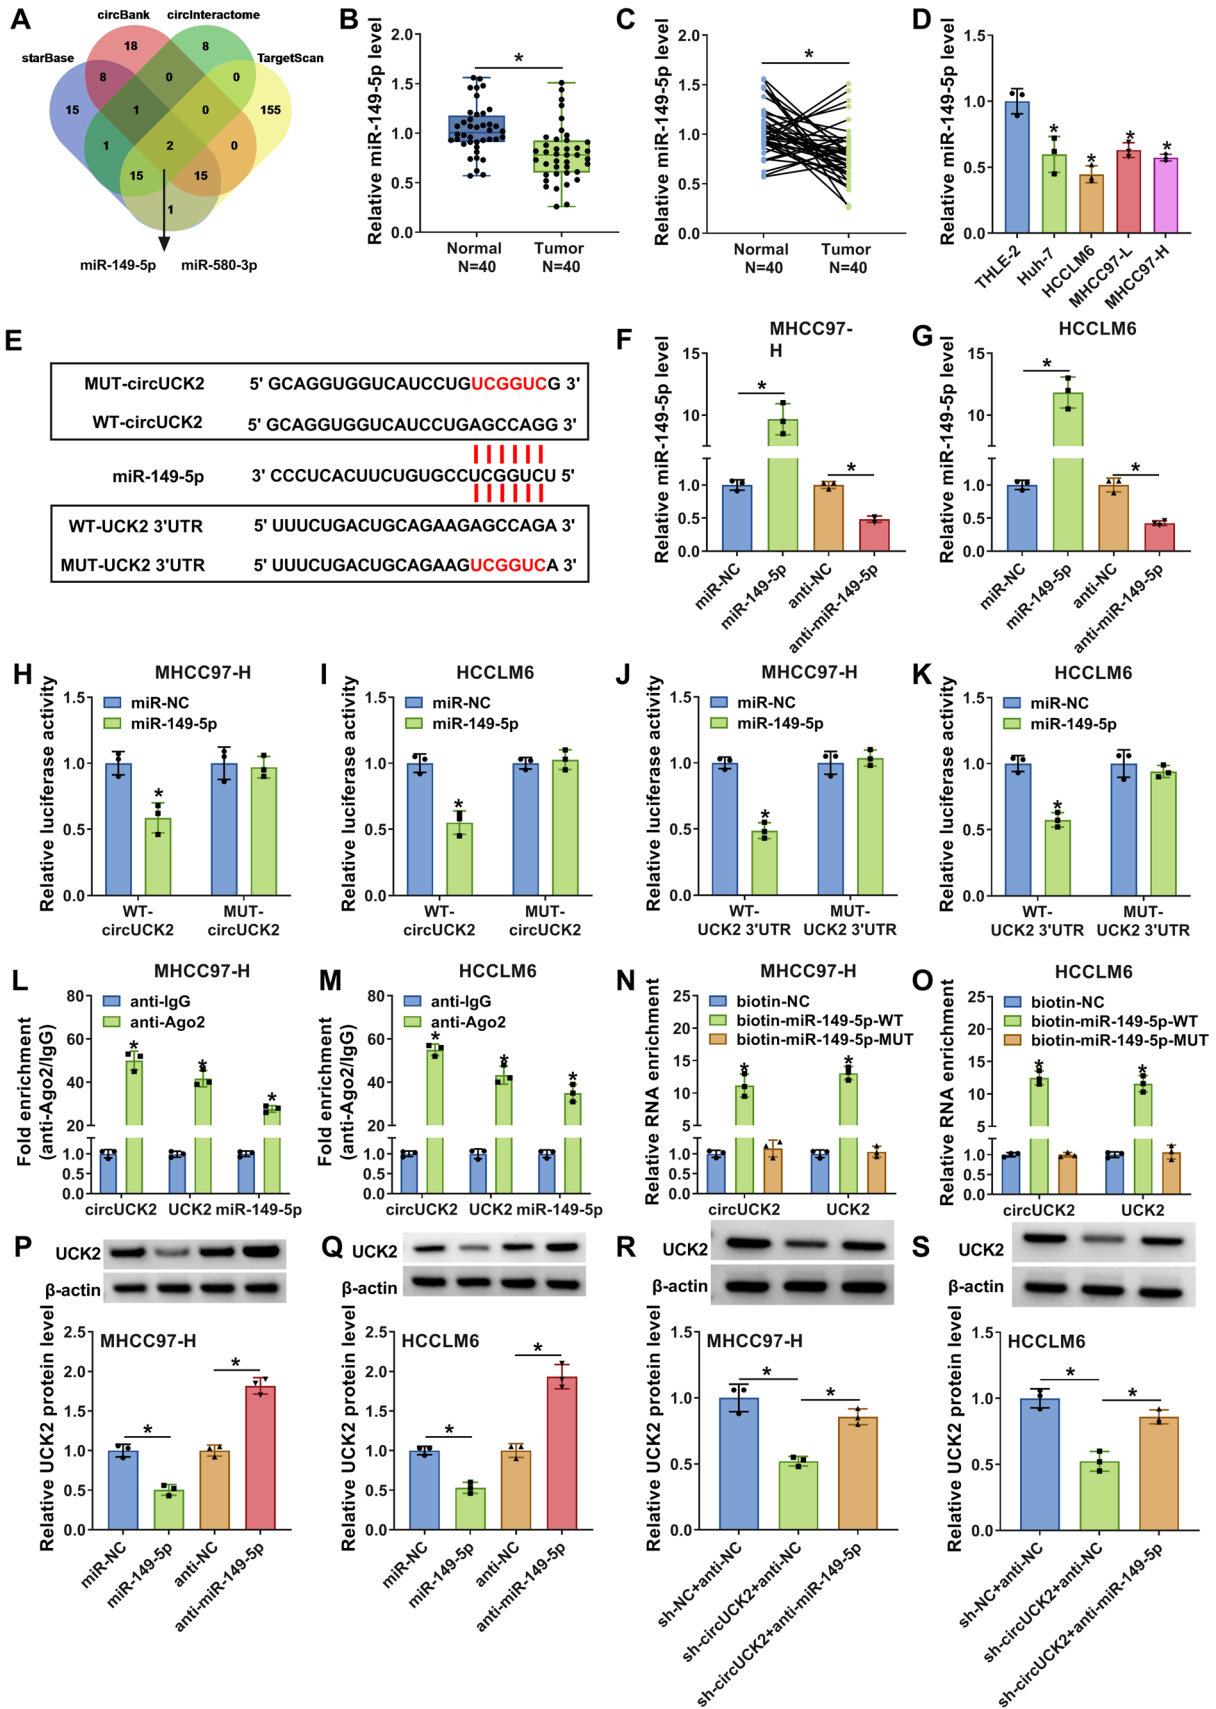 A
circBank
circInteractome
starBase
TargetScan
18
8
8
0
0
15
1
0
155
1
2
0
15
15
1
miR-149-5p
miR-580-3p
B
Relative miR-149-5p level
2.0
1.5
1.0
0.5
0.0
*
Normal
N=40
Tumor
N=40
C
Relative miR-149-5p level
2.0
1.5
1.0
0.5
0.0
*
Normal
N=40
Tumor
N=40
D
Relative miR-149-5p level
1.5
1.0
0.5
0.0
*
*
*
*
THLE-2
Huh-7
HCCLM6
MHCC97-L
MHCC97-H
E
MUT-circUCK2 5' GCAGGUGGUCAUCCUGUCGGUCG 3'
WT-circUCK2 5' GCAGGUGGUCAUCCUGAGCCAGG 3'
miR-149-5p 3' CCCUCACUUCUGUGCCUCGGUCU 5'
WT-UCK2 3'UTR 5' UUUCUGACUGCAGAAGAGCCAGA 3'
MUT-UCK2 3'UTR 5' UUUCUGACUGCAGAAGUCGGUCA 3'
F
MHCC97-
H
Relative miR-149-5p level
15
10
1.0
0.5
0.0
*
*
miR-NC
miR-149-5p
anti-NC
anti-miR-149-5p
G
HCCLM6
Relative miR-149-5p level
15
10
1.0
0.5
0.0
*
*
miR-NC
miR-149-5p
anti-NC
anti-miR-149-5p
H
MHCC97-H
Relative luciferase activity
1.5
1.0
0.5
0.0
miR-NC
miR-149-5p
*
WT-
circUCK2
MUT-
circUCK2
I
HCCLM6
Relative luciferase activity
1.5
1.0
0.5
0.0
miR-NC
miR-149-5p
*
WT-
circUCK2
MUT-
circUCK2
J
MHCC97-H
Relative luciferase activity
1.5
1.0
0.5
0.0
miR-NC
miR-149-5p
*
WT-
UCK2 3'UTR
MUT-
UCK2 3'UTR
K
HCCLM6
Relative luciferase activity
1.5
1.0
0.5
0.0
miR-NC
miR-149-5p
*
WT-
UCK2 3'UTR
MUT-
UCK2 3'UTR
L
MHCC97-H
Fold enrichment
(anti-Ago2/IgG)
80
60
40
20
1.0
0.5
0.0
anti-IgG
anti-Ago2
*
*
*
circUCK2
UCK2
miR-149-5p
M
HCCLM6
Fold enrichment
(anti-Ago2/IgG)
80
60
40
20
1.0
0.5
0.0
anti-IgG
anti-Ago2
*
*
*
circUCK2
UCK2
miR-149-5p
N
MHCC97-H
Relative RNA enrichment
25
20
15
10
5
1.0
0.5
0.0
biotin-NC
biotin-miR-149-5p-WT
biotin-miR-149-5p-MUT
*
*
circUCK2
UCK2
O
HCCLM6
Relative RNA enrichment
25
20
15
10
5
1.0
0.5
0.0
biotin-NC
biotin-miR-149-5p-WT
biotin-miR-149-5p-MUT
*
*
circUCK2
UCK2
P
UCK2
β-actin
MHCC97-H
Relative UCK2 protein level
2.5
2.0
1.5
1.0
0.5
0.0
*
*
miR-NC
miR-149-5p
anti-NC
anti-miR-149-5p
Q
UCK2
β-actin
HCCLM6
Relative UCK2 protein level
2.5
2.0
1.5
1.0
0.5
0.0
*
*
miR-NC
miR-149-5p
anti-NC
anti-miR-149-5p
R
UCK2
β-actin
MHCC97-H
Relative UCK2 protein level
1.5
1.0
0.5
0.0
*
*
sh-NC+anti-NC
sh-circUCK2+anti-NC
sh-circUCK2+anti-miR-149-5p
S
UCK2
β-actin
HCCLM6
Relative UCK2 protein level
1.5
1.0
0.5
0.0
*
*
sh-NC+anti-NC
sh-circUCK2+anti-NC
sh-circUCK2+anti-miR-149-5p